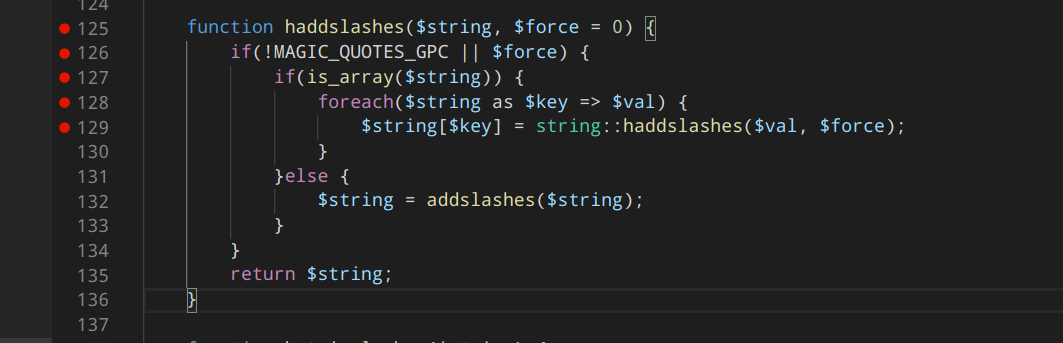 124
125 function haddslashes($string, $force = 0) {
126 if(!MAGIC_QUOTES_GPC || $force) {
127 if(is_array($string)) {
128 foreach($string as $key => $val) {
129 $string[$key] = string::haddslashes($val, $force);
130 }
131 }else {
132 $string = addslashes($string);
133 }
134 }
135 return $string;
136 }
137